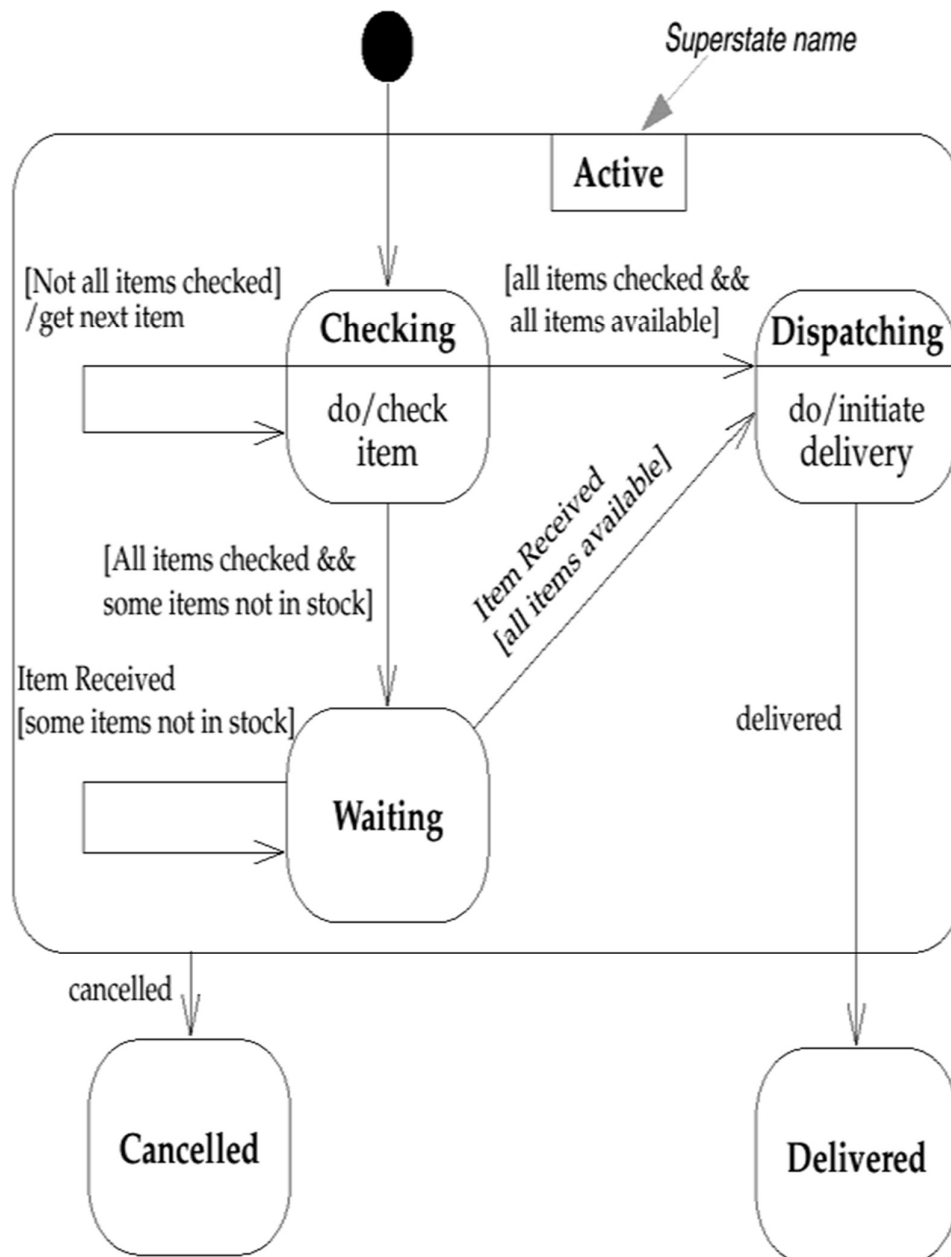 Superstate name
Active
[Not all items checked]
/get next item
[all items checked &&
all items available]
Checking
do/check
item
Dispatching
do/initiate
delivery
[All items checked &&
some items not in stock]
Item Received
[all items available]
Item Received
[some items not in stock]
delivered
Waiting
cancelled
Cancelled
Delivered